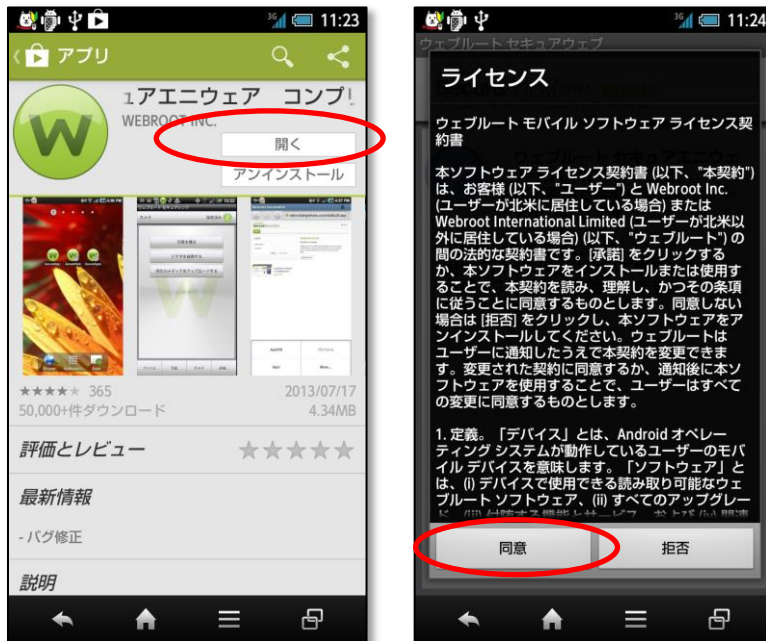 3G
11:23
アプリ
ュアエニウェア コンプリ
WEBROOT INC.
開く
アンインストール
365
2013/07/17
50,000+件ダウンロード
4.34MB
評価とレビュー
最新情報
- バグ修正
説明
3G
11:24
ウェブルート セキュアウェブ
ライセンス
ウェブルート モバイル ソフトウェア ライセンス契
約書
本ソフトウェア ライセンス契約書 (以下、"本契約")
は、お客様 (以下、"ユーザー") と Webroot Inc.
(ユーザーが北米に居住している場合) または
Webroot International Limited (ユーザーが北米以
外に居住している場合) (以下、"ウェブルート") の
間の法的な契約書です。[承諾] をクリックする
か、本ソフトウェアをインストールまたは使用す
ることで、本契約を読み、理解し、かつその条項
に従うことに同意するものとします。同意しない
場合は [拒否] をクリックし、本ソフトウェアをア
ンインストールしてください。ウェブルートは
ユーザーに通知したうえで本契約を変更できま
す。変更された契約に同意するか、通知後に本ソ
フトウェアを使用することで、ユーザーはすべて
の変更に同意するものとします。
1. 定義。「デバイス」とは、Android オペレー
ティング システムが動作しているユーザーのモバ
イル デバイスを意味します。「ソフトウェア」と
は、(i) デバイスで使用できる読み取り可能なウェ
ブルート ソフトウェア、(ii) すべてのアップグレー
ド、(iii) 付随する機能とサービス、および (iv) 関連
同意
拒否